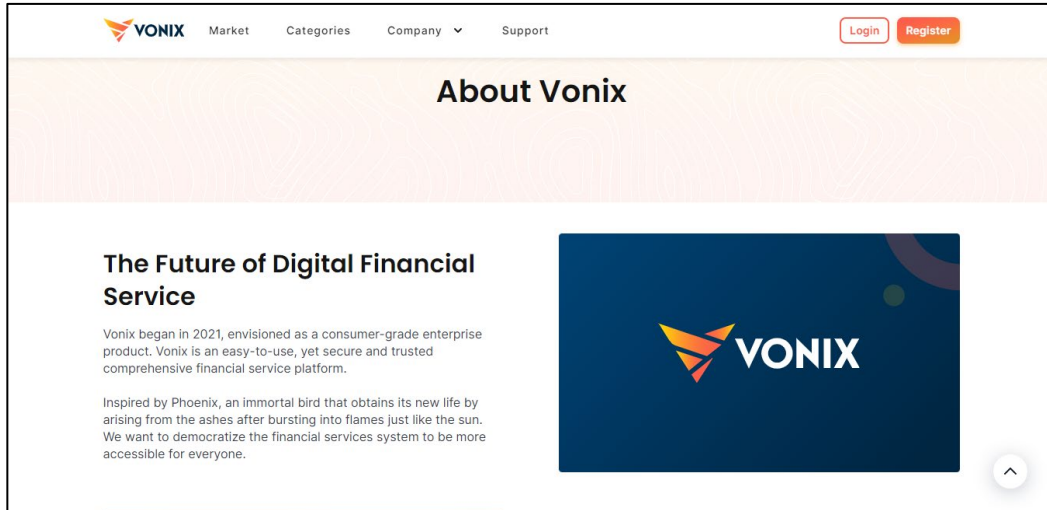 VONIX Market Categories Company Support Login Register
About Vonix
The Future of Digital Financial
Service
Vonix began in 2021, envisioned as a consumer-grade enterprise
product. Vonix is an easy-to-use, yet secure and trusted
comprehensive financial service platform.
Inspired by Phoenix, an immortal bird that obtains its new life by
arising from the ashes after bursting into flames just like the sun.
We want to democratize the financial services system to be more
accessible for everyone.
VONIX